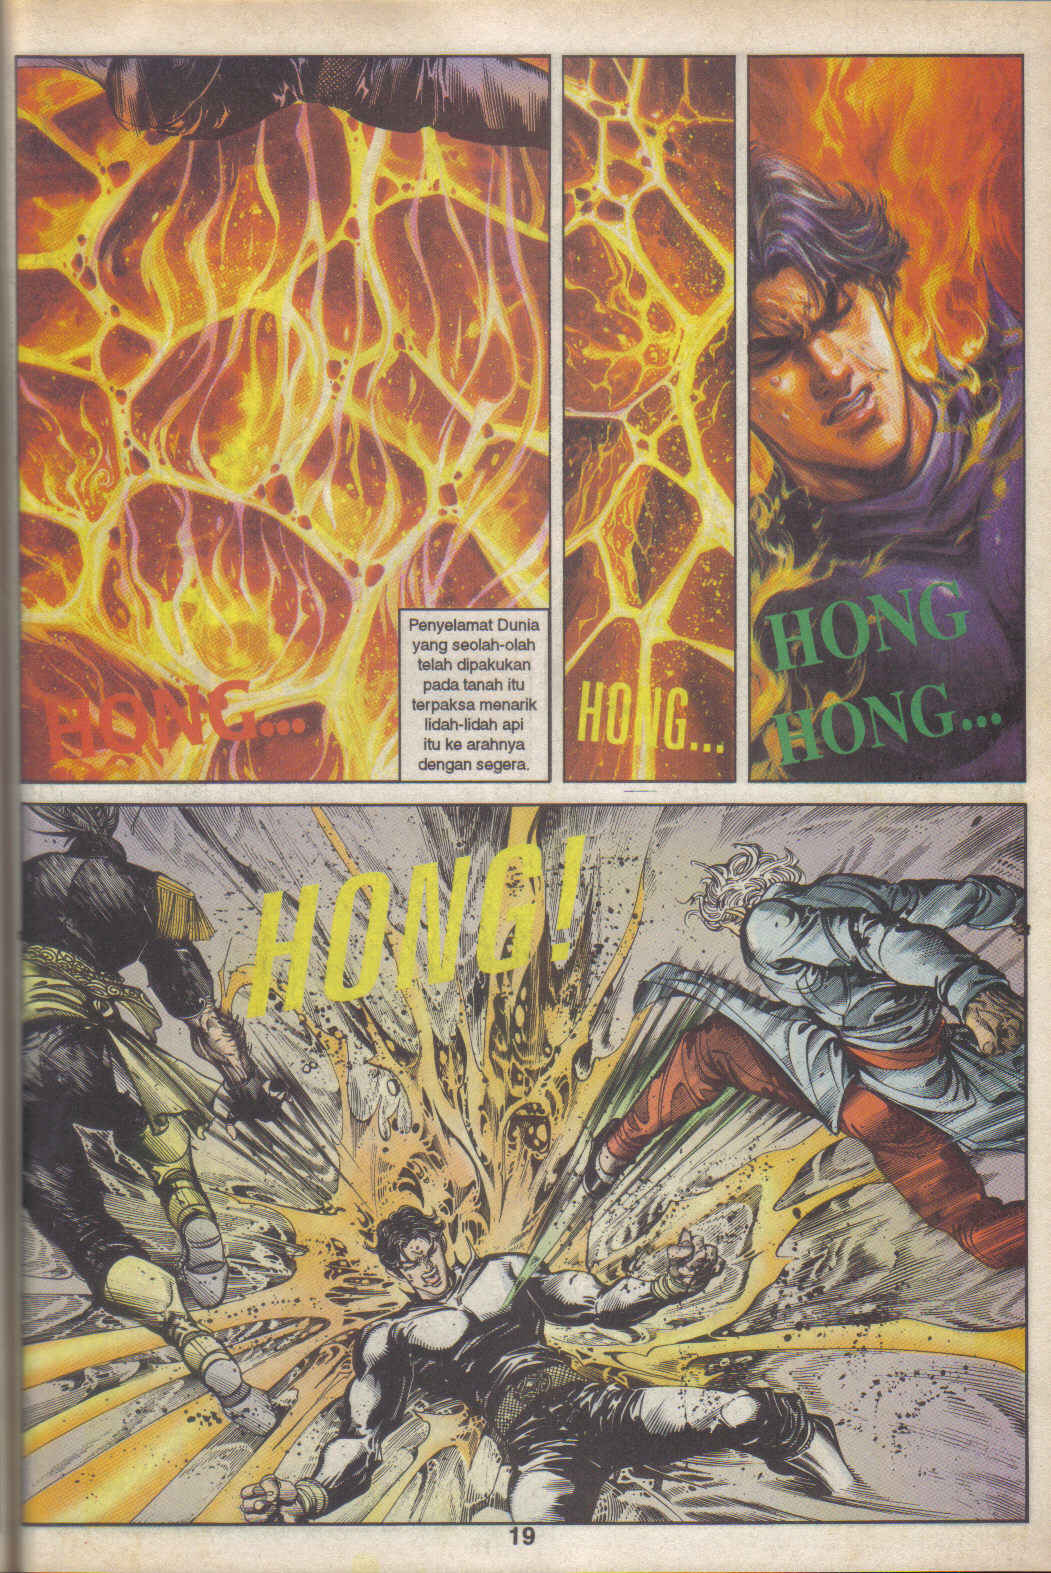 HONG...
Penyelamat Dunia
yang seolah-olah
telah dipakukan
pada tanah itu
terpaksa menarik
lidah-lidah api
itu ke arahnya
dengan segera.
HONG...
HONG
HONG...
HONG!
19